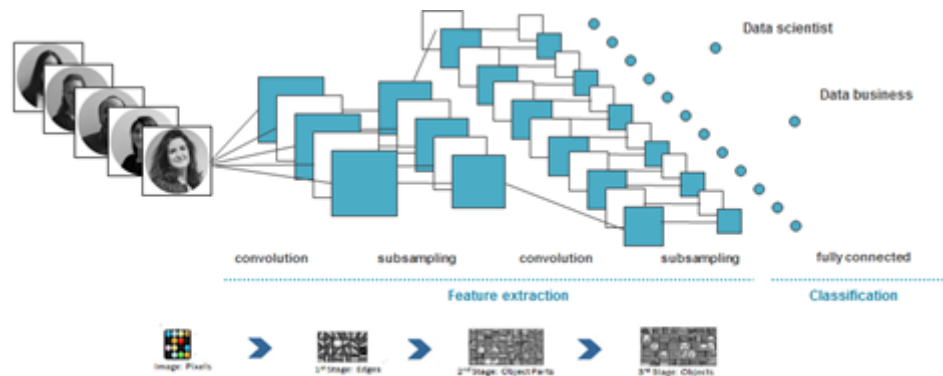 Data scientist
Data business
convolution
subsampling
convolution
subsampling
fully connected
Feature extraction
Classification
Image: Pixels
1st Stage: Edges
2nd Stage: Object Parts
3rd Stage: Objects